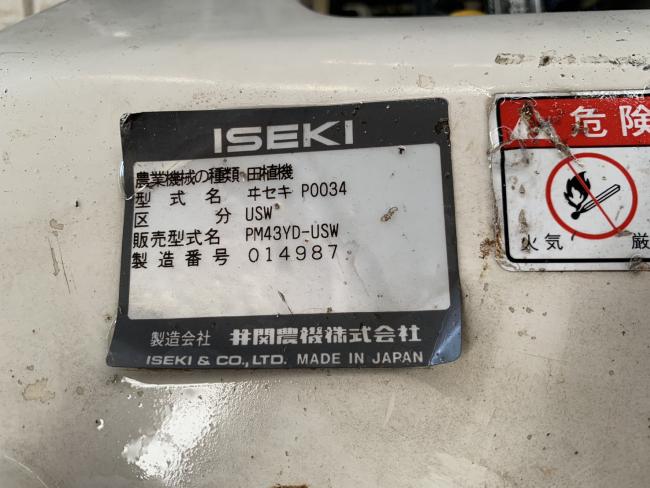 ISEKI
農業機械の種類 田植機
型式名 ヰセキ P0034
区分 USW
販売型式名 PM43YD-USW
製造番号 014987
製造会社 井関農機株式会社
ISEKI & CO., LTD. MADE IN JAPAN
危険
火気 厳